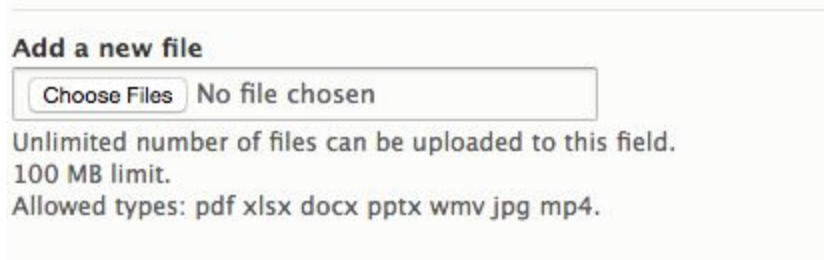 Add a new file
Choose Files No file chosen
Unlimited number of files can be uploaded to this field.
100 MB limit.
Allowed types: pdf xlsx docx pptx wmv jpg mp4.